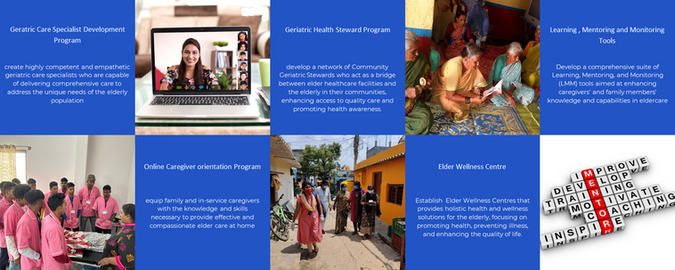 Geratric Care Specialist Development
Program
create highly competent and empathetic
geriatric care specialists who are capable
of delivering comprehensive care to
address the unique needs of the elderly
population
Geriatric Health Steward Program
develop a network of Community
Geriatric Stewards who act as a bridge
between elder healthcare facilities and
the elderly in their communities,
enhancing access to quality care and
promoting health awareness.
Learning , Mentoring and Monitoring
Tools
Develop a comprehensive suite of
Learning, Mentoring, and Monitoring
(LMM) tools aimed at enhancing
caregivers' and family members'
knowledge and capabilities in eldercare
Online Caregiver orientation Program
equip family and in-service caregivers
with the knowledge and skills
necessary to provide effective and
compassionate elder care at home
Elder Wellness Centre
Establish Elder Wellness Centres that
provides holistic health and wellness
solutions for the elderly, focusing on
promoting health, preventing illness,
and enhancing the quality of life.
IMPROVE
DEVELOP
TRAINING
MOTIVATE
COACHING
INSPIRE